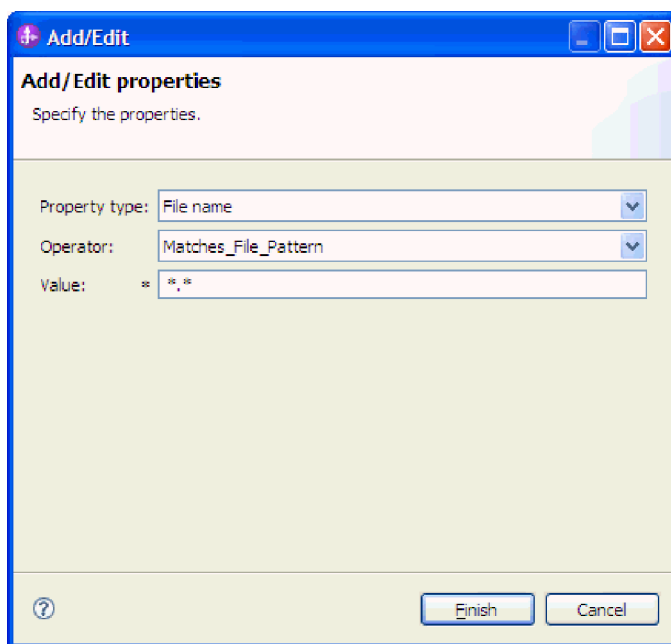 Add/Edit
Add/Edit properties
Specify the properties.
Property type: File name
Operator: Matches_File_Pattern
Value: * *.*
Finish Cancel